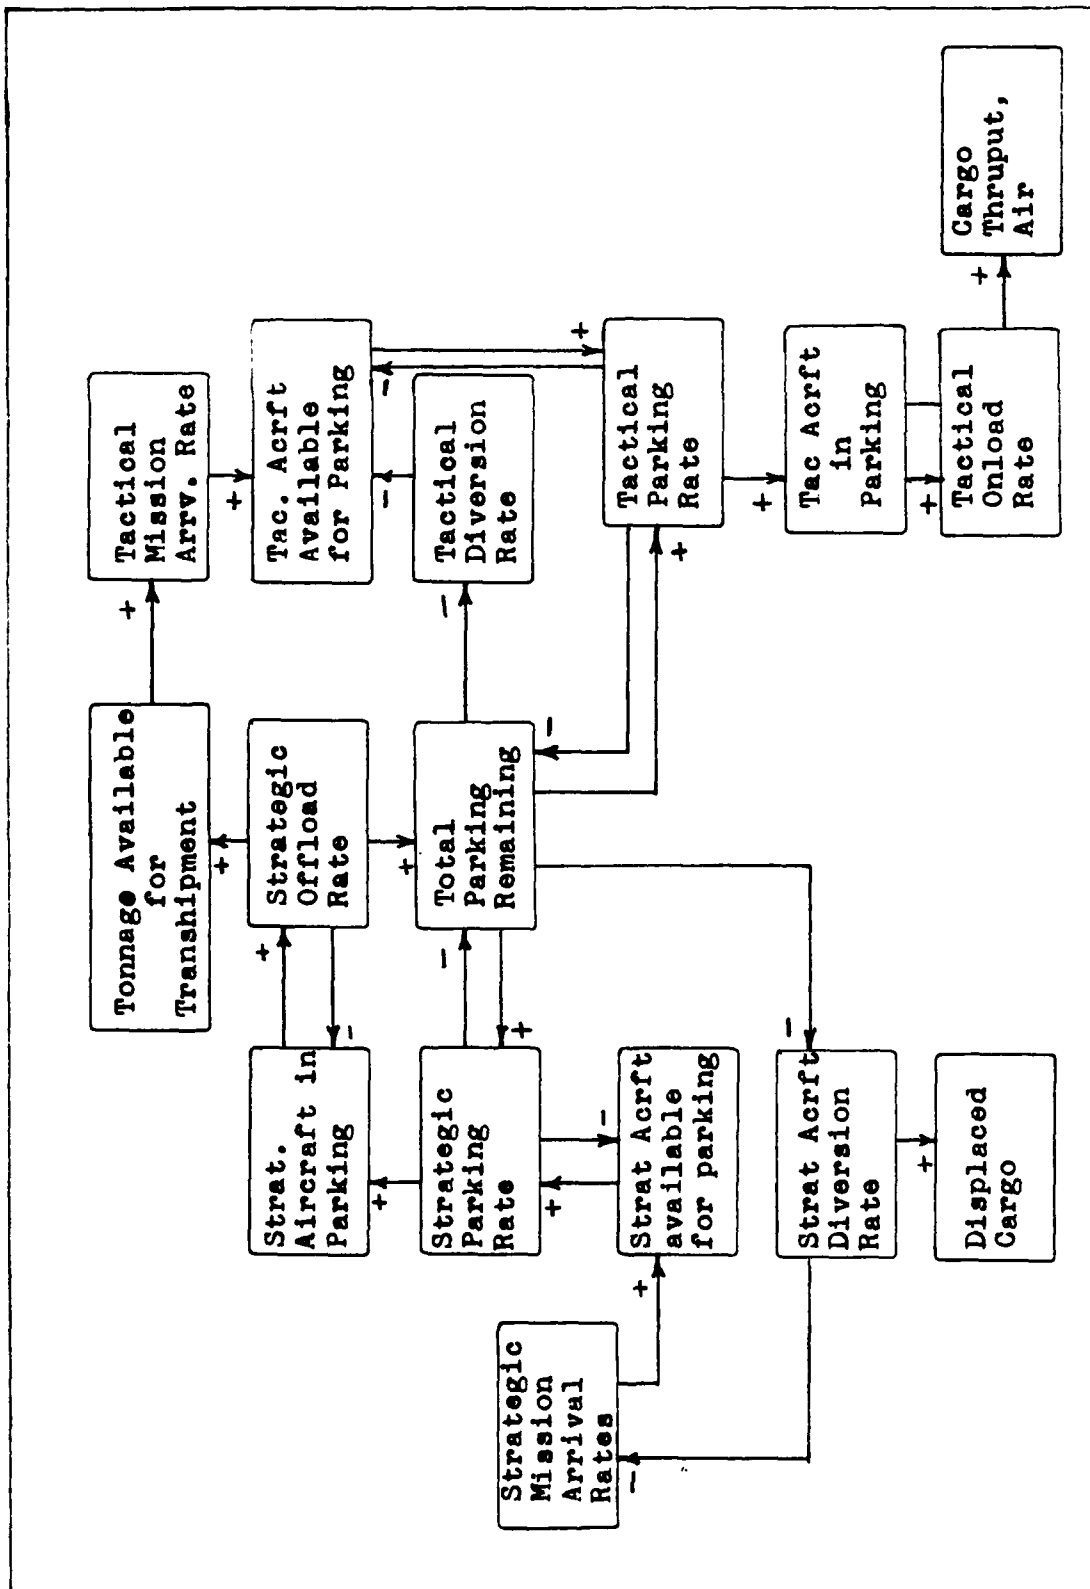 Tonnage Available
for
Transhipment
+
Tactical
Mission
Arrv. Rate
Strat.
Aircraft in
Parking
+
-
+
Strategic
Offload
Rate
+
+
+
Tac. Acrft
Available
for Parking
-
-
+
Strategic
Parking
Rate
-
+
Total
Parking
Remaining
-
Tactical
Diversion
Rate
Strategic
Mission
Arrival
Rates
+
+
Strat Acrft
available
for parking
-
-
+
Tactical
Parking
Rate
+
-
Strat Acrft
Diversion
Rate
-
+
Tac Acrft
in
Parking
+
Displaced
Cargo
+
Tactical
Onload
Rate
+
Cargo
Thruput,
Air